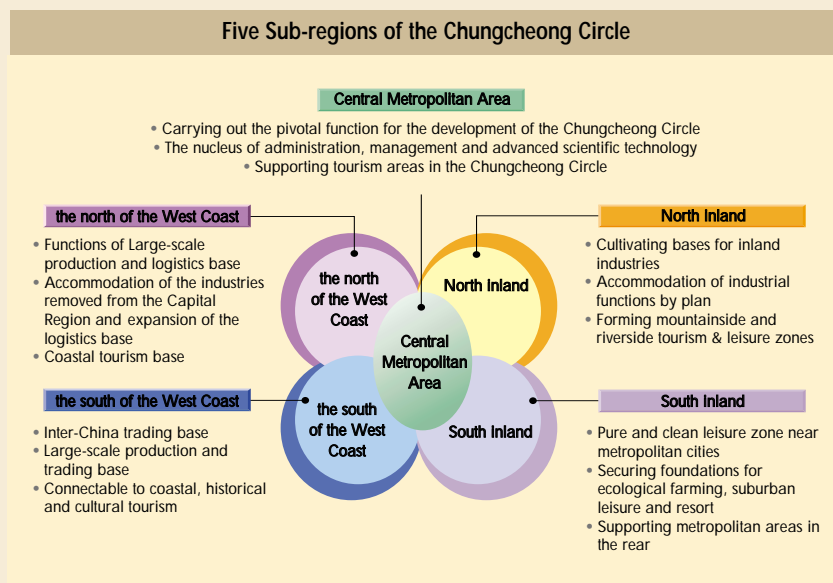 Five Sub-regions of the Chungcheong Circle
Central Metropolitan Area
• Carrying out the pivotal function for the development of the Chungcheong Circle
• The nucleus of administration, management and advanced scientific technology
• Supporting tourism areas in the Chungcheong Circle
the north of the West Coast
• Functions of Large-scale
production and logistics base
• Accommodation of the industries
removed from the Capital
Region and expansion of the
logistics base
• Coastal tourism base
North Inland
• Cultivating bases for inland
industries
• Accommodation of industrial
functions by plan
• Forming mountainside and
riverside tourism & leisure zones
the north
of the West
Coast
North Inland
Central
Metropolitan
Area
the south
of the West
Coast
South Inland
the south of the West Coast
• Inter-China trading base
• Large-scale production and
trading base
• Connectable to coastal, historical
and cultural tourism
South Inland
• Pure and clean leisure zone near
metropolitan cities
• Securing foundations for
ecological farming, suburban
leisure and resort
• Supporting metropolitan areas in
the rear